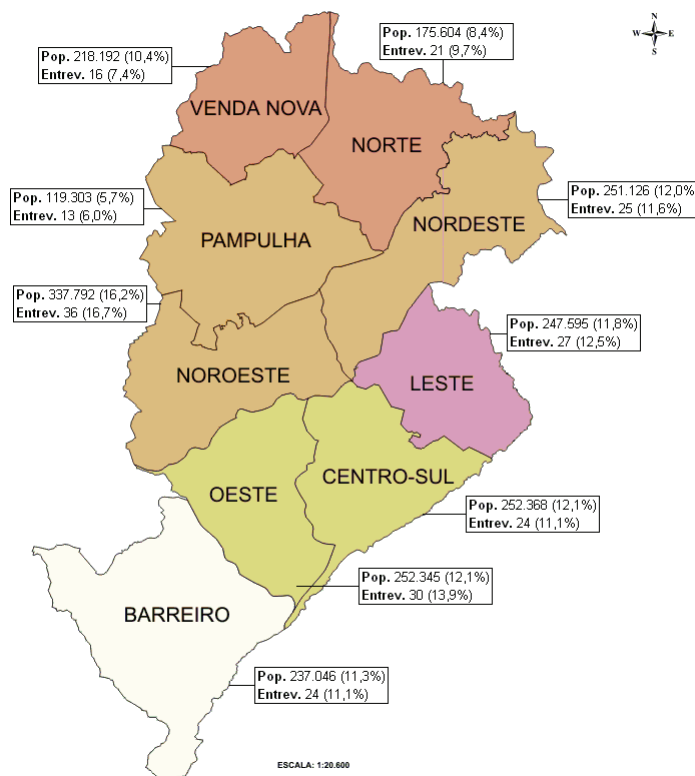 N
W E
S
Pop. 175.604 (8,4%)
Entrev. 21 (9,7%)
Pop. 218.192 (10,4%)
Entrev. 16 (7,4%)
VENDA NOVA
NORTE
Pop. 119.303 (5,7%)
Entrev. 13 (6,0%)
Pop. 251.126 (12,0%
Entrev. 25 (11,6%)
NORDESTE
PAMPULHA
Pop. 337.792 (16,2%)
Entrev. 36 (16,7%)
Pop. 247.595 (11,8%)
Entrev. 27 (12,5%)
NOROESTE
LESTE
CENTRO-SUL
OESTE
Pop. 252.368 (12,1%)
Entrev. 24 (11,1%)
Pop. 252.345 (12,1%)
Entrev. 30 (13,9%)
BARREIRO
Pop. 237.046 (11,3%)
Entrev. 24 (11,1%)
ESCALA: 1:20.600